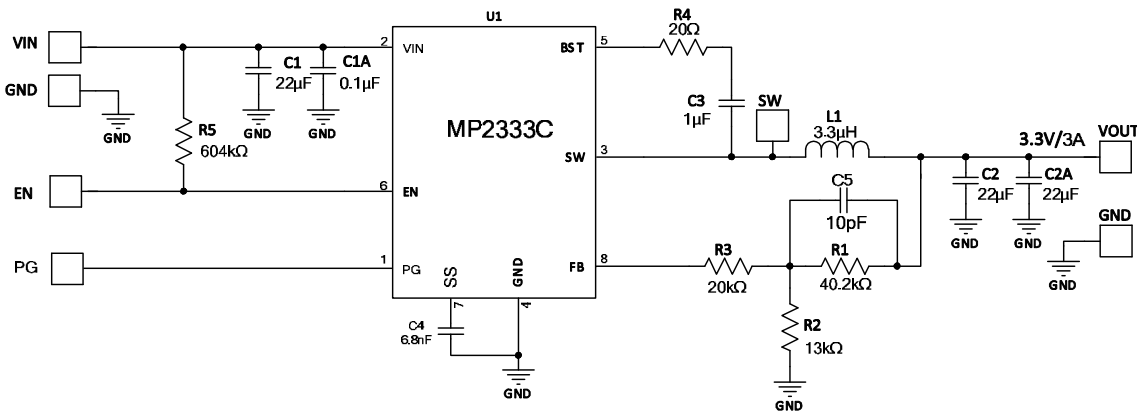 U1
MP2333C
VIN
GND
EN
PG
2
VIN
6
EN
1
PG
5
BST
3
SW
8
FB
SS
7
GND
4
C1
22µF
C1A
0.1µF
GND
GND
GND
R5
604kΩ
C4
6.8nF
GND
R4
20Ω
C3
1µF
SW
L1
3.3µH
3.3V/3A
VOUT
C2
22µF
C2A
22µF
GND
GND
GND
GND
C5
10pF
R3
20kΩ
R1
40.2kΩ
R2
13kΩ
GND